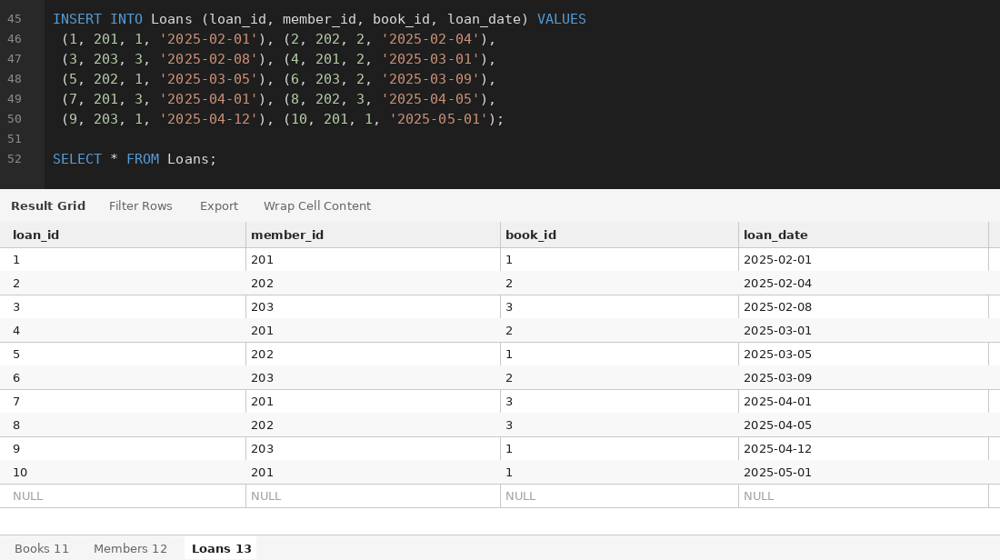 45 INSERT INTO Loans (loan_id, member_id, book_id, loan_date) VALUES
46 (1, 201, 1, '2025-02-01'), (2, 202, 2, '2025-02-04'),
47 (3, 203, 3, '2025-02-08'), (4, 201, 2, '2025-03-01'),
48 (5, 202, 1, '2025-03-05'), (6, 203, 2, '2025-03-09'),
49 (7, 201, 3, '2025-04-01'), (8, 202, 3, '2025-04-05'),
50 (9, 203, 1, '2025-04-12'), (10, 201, 1, '2025-05-01');
51
52 SELECT * FROM Loans;
Result Grid Filter Rows Export Wrap Cell Content
loan_id member_id book_id loan_date
1 201 1 2025-02-01
2 202 2 2025-02-04
3 203 3 2025-02-08
4 201 2 2025-03-01
5 202 1 2025-03-05
6 203 2 2025-03-09
7 201 3 2025-04-01
8 202 3 2025-04-05
9 203 1 2025-04-12
10 201 1 2025-05-01
NULL NULL NULL NULL
Books 11 Members 12 Loans 13